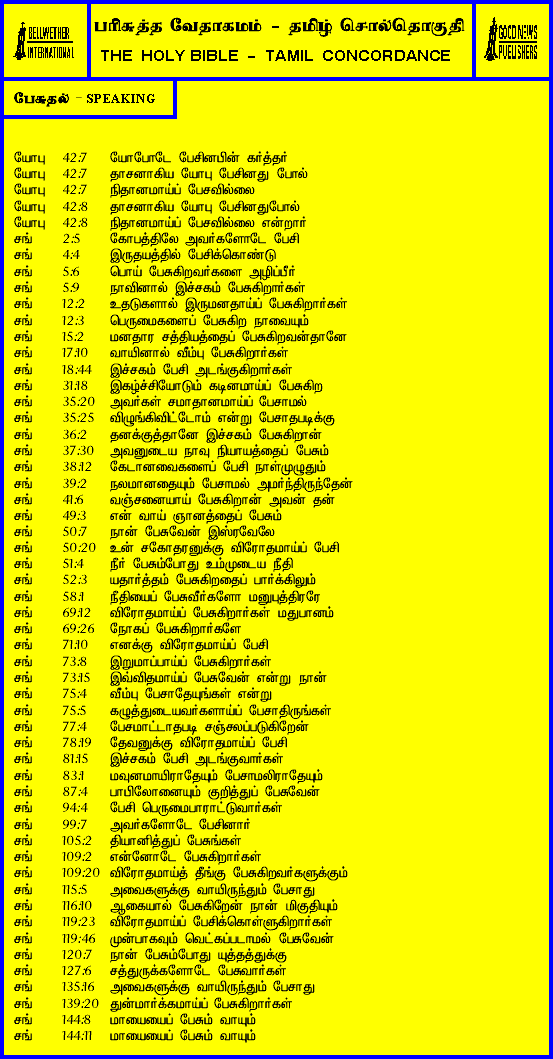 BELLWETHER
INTERNATIONAL
பரிசுத்த வேதாகமம் - தமிழ் சொல்தொகுதி
THE HOLY BIBLE - TAMIL CONCORDANCE
GOOD NEWS
PUBLISHERS
பேசுதல் - SPEAKING
யோபு 42:7 யோபோடே பேசினபின் கர்த்தர்
யோபு 42:7 தாசனாகிய யோபு பேசினது போல்
யோபு 42:7 நிதானமாய்ப் பேசவில்லை
யோபு 42:8 தாசனாகிய யோபு பேசினதுபோல்
யோபு 42:8 நிதானமாய்ப் பேசவில்லை என்றார்
சங் 2:5 கோபத்திலே அவர்களோடே பேசி
சங் 4:4 இருதயத்தில் பேசிக்கொண்டு
சங் 5:6 பொய் பேசுகிறவர்களை அழிப்பீர்
சங் 5:9 நாவினால் இச்சகம் பேசுகிறார்கள்
சங் 12:2 உதடுகளால் இருமனதாய்ப் பேசுகிறார்கள்
சங் 12:3 பெருமைகளைப் பேசுகிற நாவையும்
சங் 15:2 மனதார சத்தியத்தைப் பேசுகிறவன்தானே
சங் 17:10 வாயினால் வீம்பு பேசுகிறார்கள்
சங் 18:44 இச்சகம் பேசி அடங்குகிறார்கள்
சங் 31:18 இகழ்ச்சியோடும் கடினமாய்ப் பேசுகிற
சங் 35:20 அவர்கள் சமாதானமாய்ப் பேசாமல்
சங் 35:25 விழுங்கிவிட்டோம் என்று பேசாதபடிக்கு
சங் 36:2 தனக்குத்தானே இச்சகம் பேசுகிறான்
சங் 37:30 அவனுடைய நாவு நியாயத்தைப் பேசும்
சங் 38:12 கேடானவைகளைப் பேசி நாள்முழுதும்
சங் 39:2 நலமானதையும் பேசாமல் அமர்ந்திருந்தேன்
சங் 41:6 வஞ்சனையாய் பேசுகிறான் அவன் தன்
சங் 49:3 என் வாய் ஞானத்தைப் பேசும்
சங் 50:7 நான் பேசுவேன் இஸ்ரவேலே
சங் 50:20 உன் சகோதரனுக்கு விரோதமாய்ப் பேசி
சங் 51:4 நீர் பேசும்போது உம்முடைய நீதி
சங் 52:3 யதார்த்தம் பேசுகிறதைப் பார்க்கிலும்
சங் 58:1 நீதியைப் பேசுவீர்களோ மனுபுத்திரரே
சங் 69:12 விரோதமாய்ப் பேசுகிறார்கள் மதுபானம்
சங் 69:26 நோகப் பேசுகிறார்களே
சங் 71:10 எனக்கு விரோதமாய்ப் பேசி
சங் 73:8 இறுமாப்பாய்ப் பேசுகிறார்கள்
சங் 73:15 இவ்விதமாய்ப் பேசுவேன் என்று நான்
சங் 75:4 வீம்பு பேசாதேயுங்கள் என்று
சங் 75:5 கழுத்துடையவர்களாய்ப் பேசாதிருங்கள்
சங் 77:4 பேசமாட்டாதபடி சஞ்சலப்படுகிறேன்
சங் 78:19 தேவனுக்கு விரோதமாய்ப் பேசி
சங் 81:15 இச்சகம் பேசி அடங்குவார்கள்
சங் 83:1 மவுனமாயிராதேயும் பேசாமலிராதேயும்
சங் 87:4 பாபிலோனையும் குறித்துப் பேசுவேன்
சங் 94:4 பேசி பெருமைபாராட்டுவார்கள்
சங் 99:7 அவர்களோடே பேசினார்
சங் 105:2 தியானித்துப் பேசுங்கள்
சங் 109:2 என்னோடே பேசுகிறார்கள்
சங் 109:20 விரோதமாய்த் தீங்கு பேசுகிறவர்களுக்கும்
சங் 115:5 அவைகளுக்கு வாயிருந்தும் பேசாது
சங் 116:10 ஆகையால் பேசுகிறேன் நான் மிகுதியும்
சங் 119:23 விரோதமாய்ப் பேசிக்கொள்ளுகிறார்கள்
சங் 119:46 முன்பாகவும் வெட்கப்படாமல் பேசுவேன்
சங் 120:7 நான் பேசும்போது யுத்தத்துக்கு
சங் 127:6 சத்துருக்களோடே பேசுவார்கள்
சங் 135:16 அவைகளுக்கு வாயிருந்தும் பேசாது
சங் 139:20 துன்மார்க்கமாய்ப் பேசுகிறார்கள்
சங் 144:8 மாயையைப் பேசும் வாயும்
சங் 144:11 மாயையைப் பேசும் வாயும்